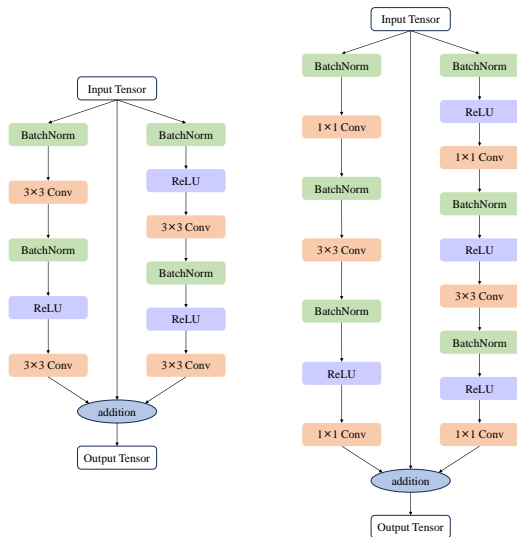 Input Tensor
BatchNorm
3×3 Conv
BatchNorm
ReLU
3×3 Conv
BatchNorm
ReLU
3×3 Conv
BatchNorm
ReLU
3×3 Conv
addition
Output Tensor
Input Tensor
BatchNorm
1×1 Conv
BatchNorm
3×3 Conv
BatchNorm
ReLU
1×1 Conv
BatchNorm
ReLU
1×1 Conv
BatchNorm
ReLU
3×3 Conv
BatchNorm
ReLU
1×1 Conv
addition
Output Tensor